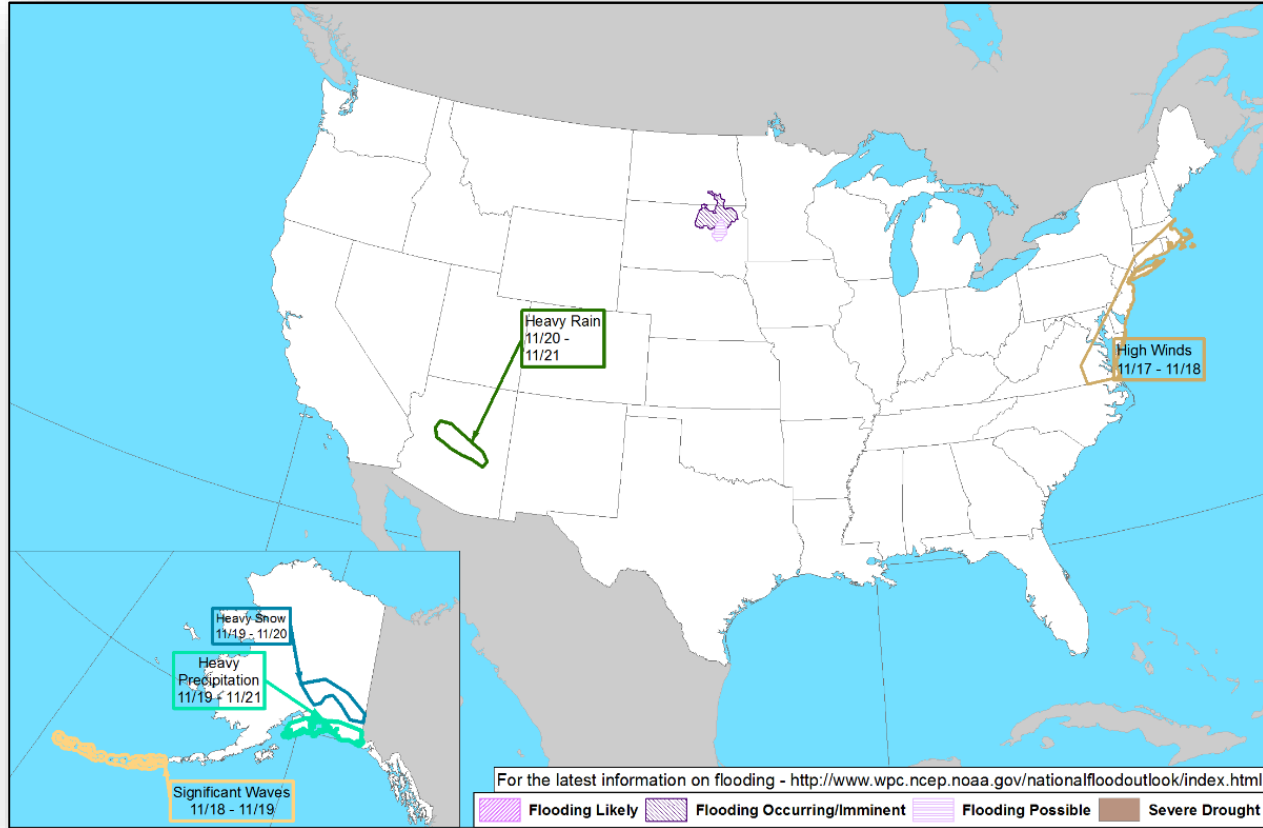 Heavy Rain
11/20 -
11/21
High Winds
11/17 - 11/18
Heavy Snow
11/19 - 11/20
Heavy
Precipitation
11/19 - 11/21
Significant Waves
11/18 - 11/19
For the latest information on flooding - http://www.wpc.ncep.noaa.gov/nationalfloodoutlook/index.html
Flooding Likely Flooding Occurring/Imminent Flooding Possible Severe Drought